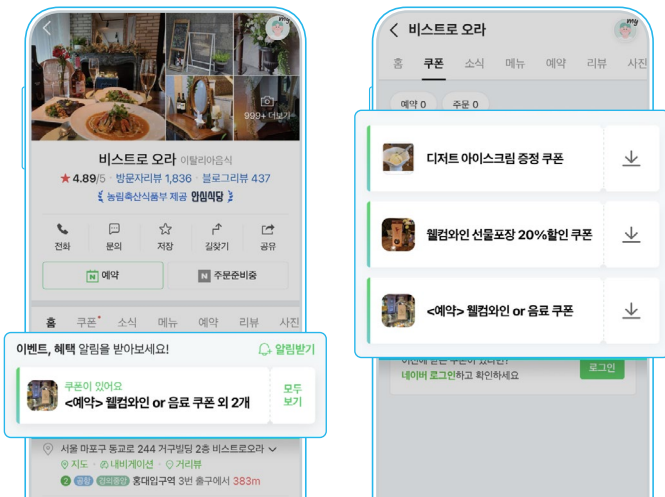 my
999+ 더보기
비스트로 오라 이탈리아음식
★ 4.89/5 · 방문자리뷰 1,836 · 블로그리뷰 437
농림축산식품부 제공 안심식당
전화 문의 저장 길찾기 공유
N 예약
N 주문준비중
홈 쿠폰 소식 메뉴 예약 리뷰 사진
이벤트, 혜택 알림을 받아보세요! 알림받기
쿠폰이 있어요
<예약> 웰컴와인 or 음료 쿠폰 외 2개
모두
보기
서울 마포구 동교로 244 거구빌딩 2층 비스트로오라
지도 · 내비게이션 · 거리뷰
2 공항 경의중앙 홍대입구역 3번 출구에서 383m
비스트로 오라
my
홈 쿠폰 소식 메뉴 예약 리뷰 사진
예약 0 주문 0
디저트 아이스크림 증정 쿠폰
웰컴와인 선물포장 20%할인 쿠폰
<예약> 웰컴와인 or 음료 쿠폰
네이버 로그인하고 확인하세요
로그인